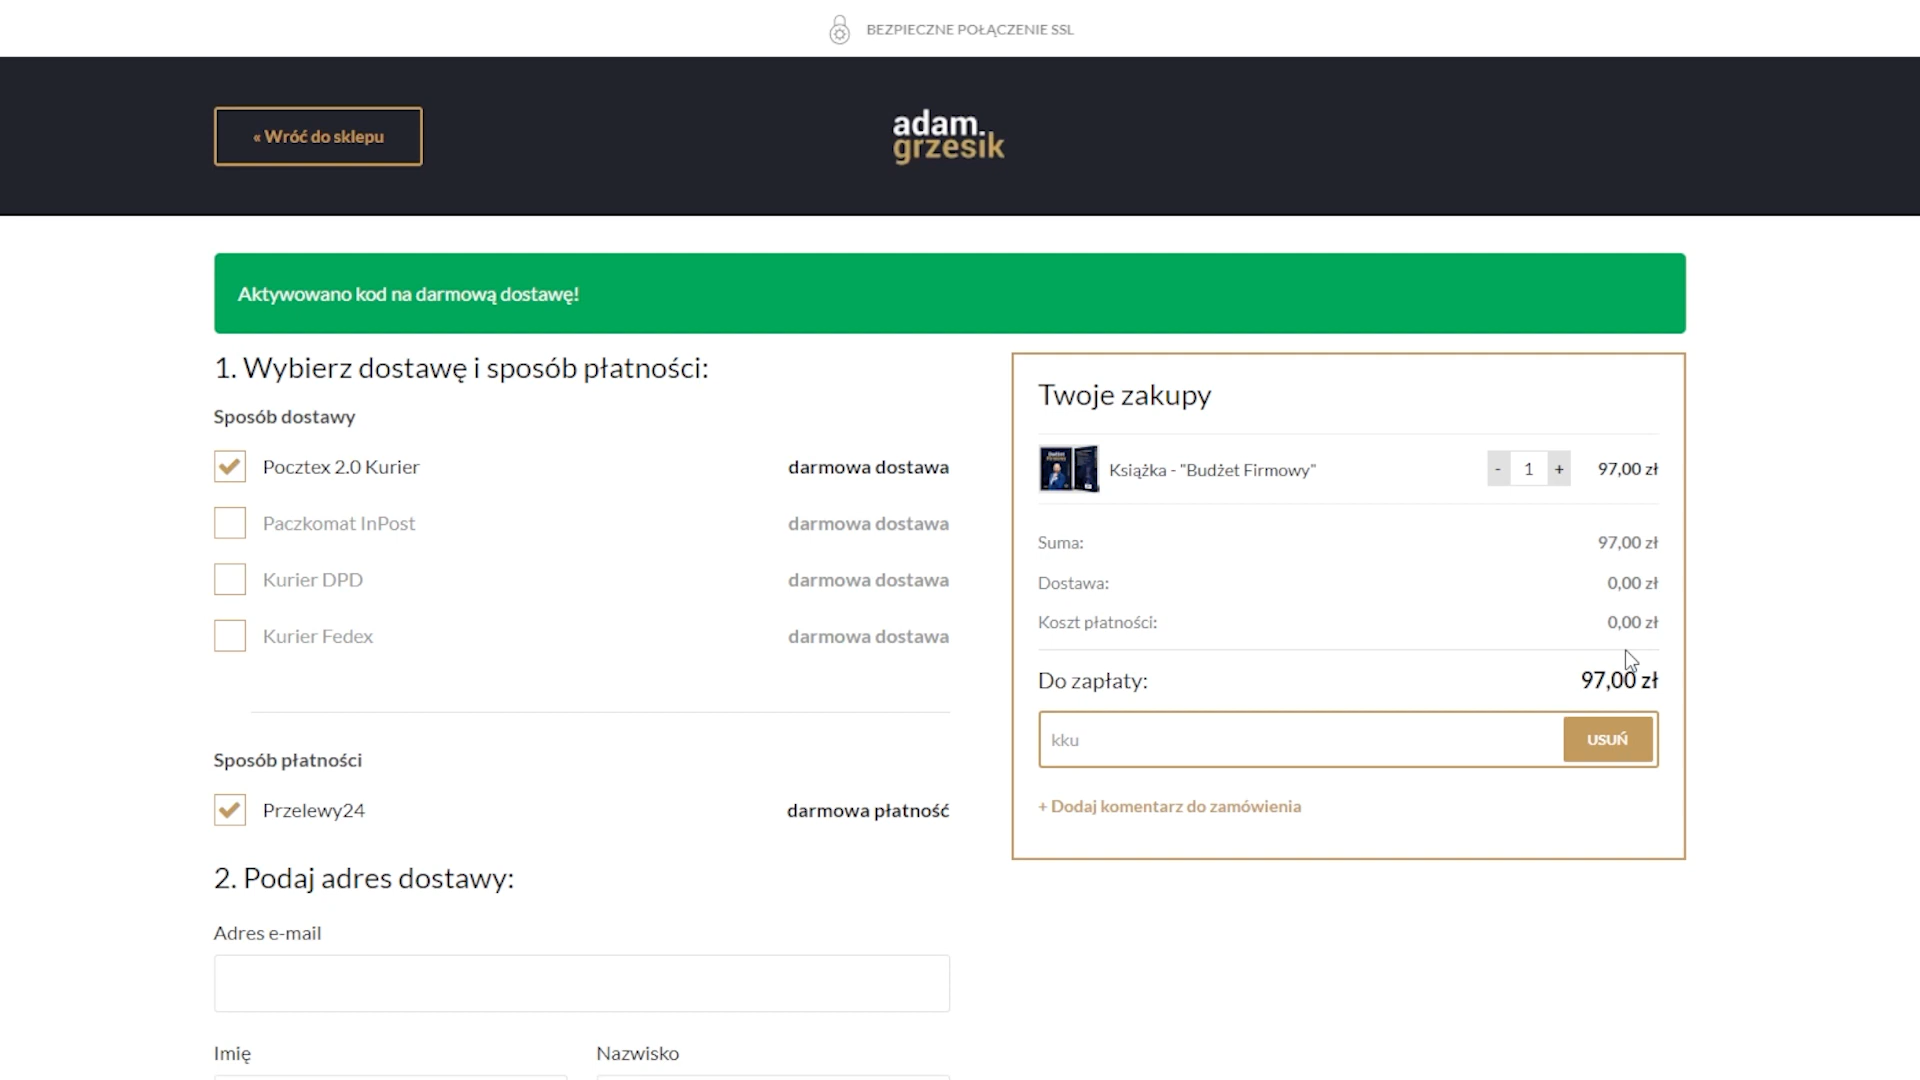 BEZPIECZNE POŁĄCZENIE SSL
« Wróć do sklepu
adam.
grzesik
Aktywowano kod na darmową dostawę!
1. Wybierz dostawę i sposób płatności:
Sposób dostawy
Pocztex 2.0 Kurier darmowa dostawa
Paczkomat InPost darmowa dostawa
Kurier DPD darmowa dostawa
Kurier Fedex darmowa dostawa
Sposób płatności
Przelewy24 darmowa płatność
2. Podaj adres dostawy:
Adres e-mail
Imię Nazwisko
Twoje zakupy
Książka - "Budżet Firmowy" - 1 + 97,00 zł
Suma: 97,00 zł
Dostawa: 0,00 zł
Koszt płatności: 0,00 zł
Do zapłaty: 97,00 zł
kku USUŃ
+ Dodaj komentarz do zamówienia